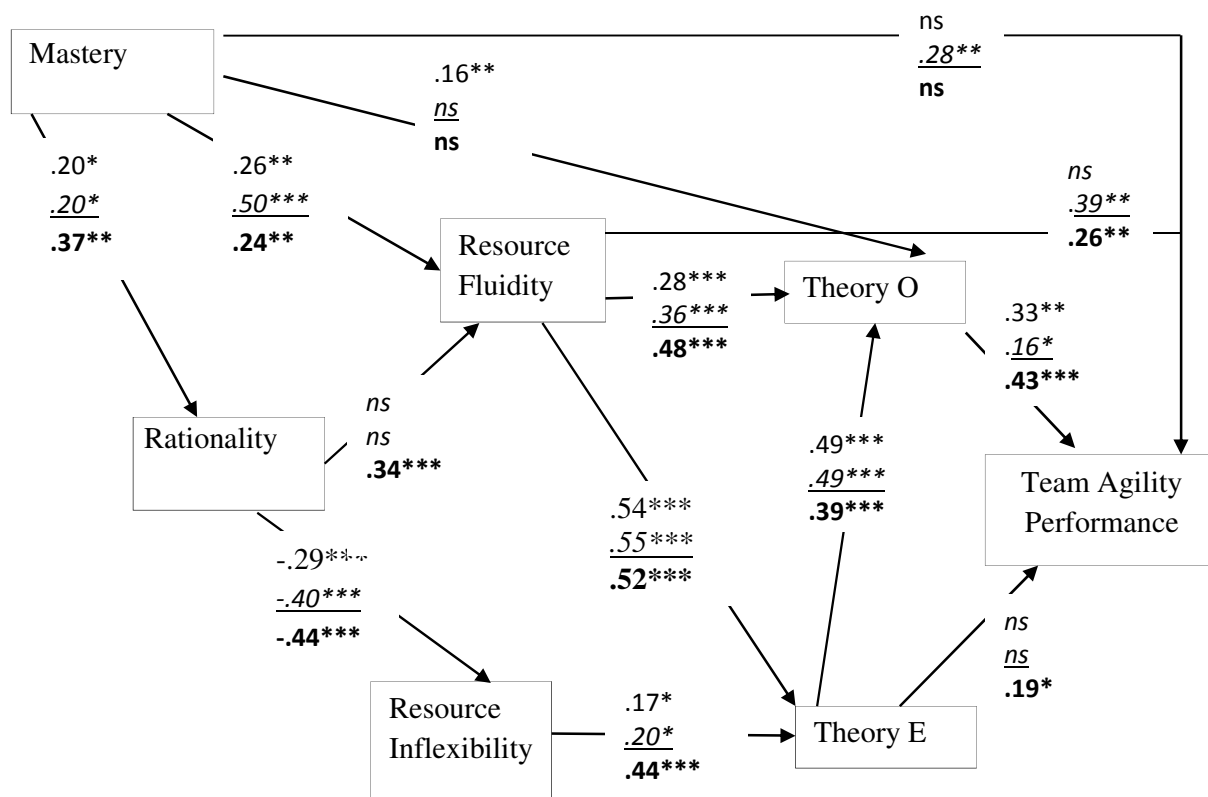 Mastery
ns
.28**
ns
.16**
ns
ns
.20*
.20*
.37**
.26**
.50***
.24**
ns
.39**
.26**
Resource
Fluidity
.28***
.36***
.48***
Theory O
.33**
.16*
.43***
Rationality
ns
ns
.34***
.49***
.49***
.39***
Team Agility
Performance
.54***
.55***
.52***
-.29***
-.40***
-.44***
ns
ns
.19*
Resource
Inflexibility
.17*
.20*
.44***
Theory E